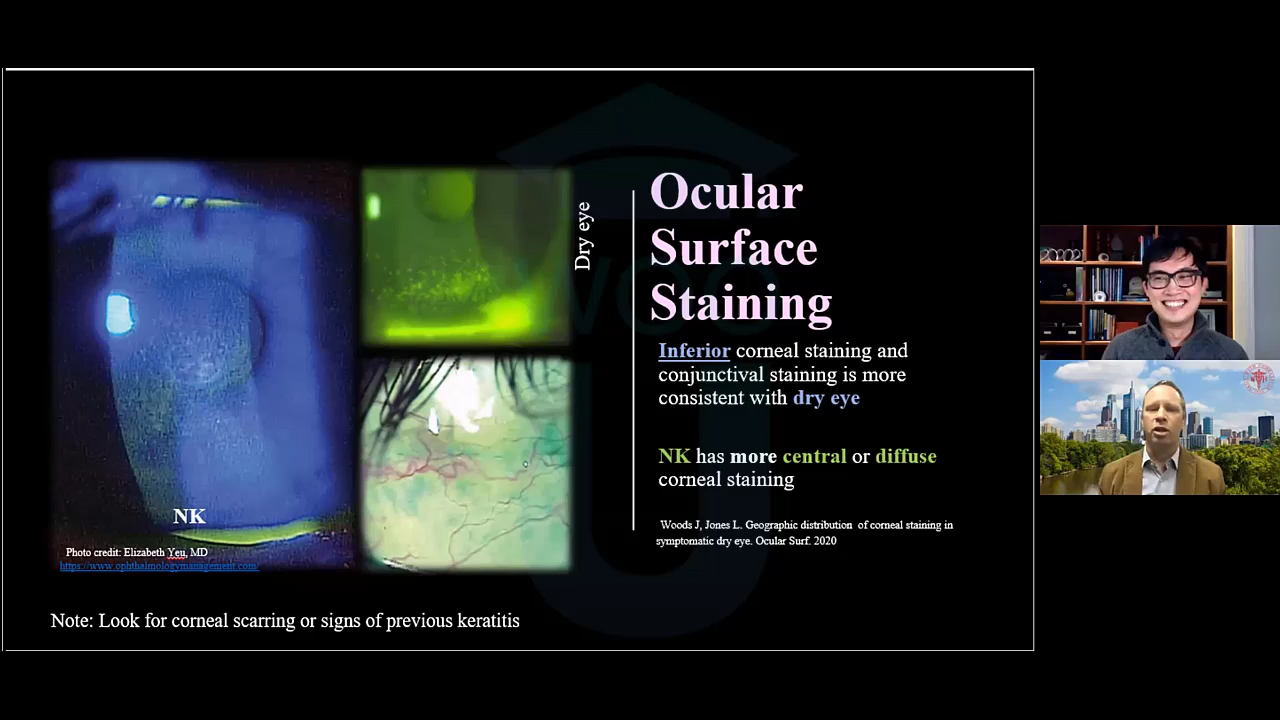 Ocular
Surface
Staining
Inferior corneal staining and
conjunctival staining is more
consistent with dry eye
NK has more central or diffuse
corneal staining
Woods J, Jones L. Geographic distribution of corneal staining in
symptomatic dry eye. Ocular Surf. 2020
Dry eye
NK
Photo credit: Elizabeth Yeu, MD
https://www.ophthalmologymanagement.com/
Note: Look for corneal scarring or signs of previous keratitis